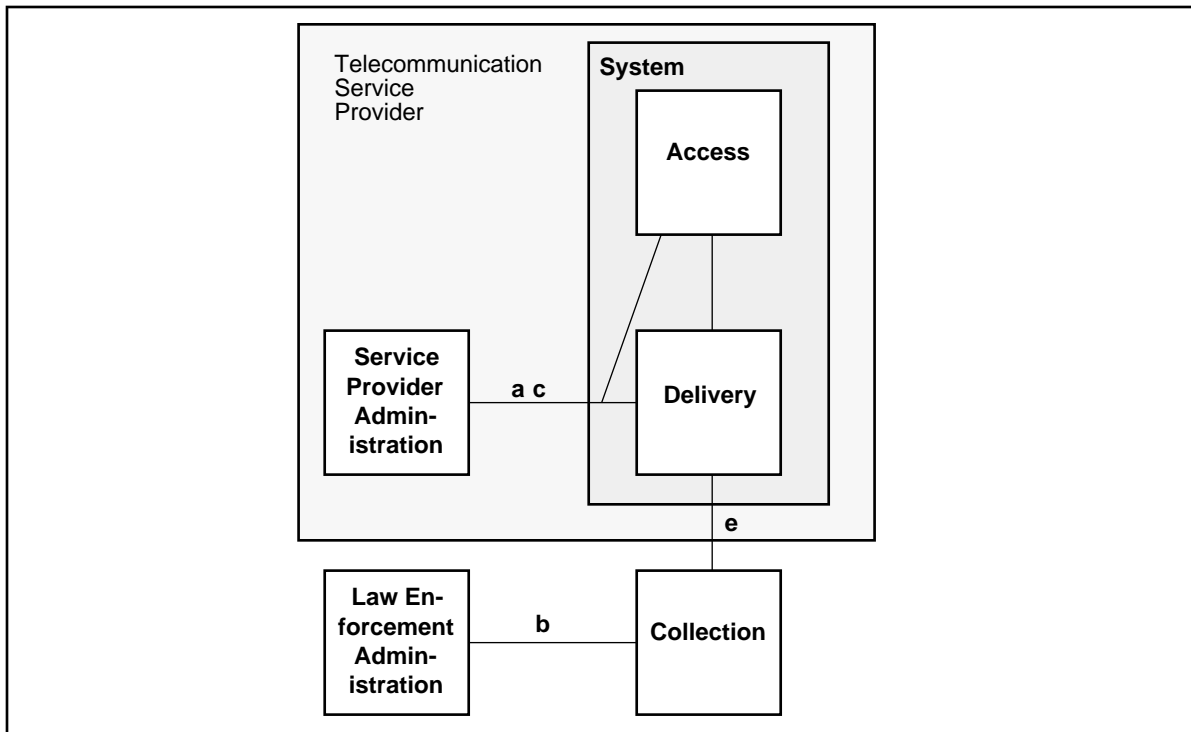 Telecommunication
Service
Provider
System
Access
Service
Provider
Admin-
istration
a c
Delivery
e
Law En-
forcement
Admin-
istration
b
Collection